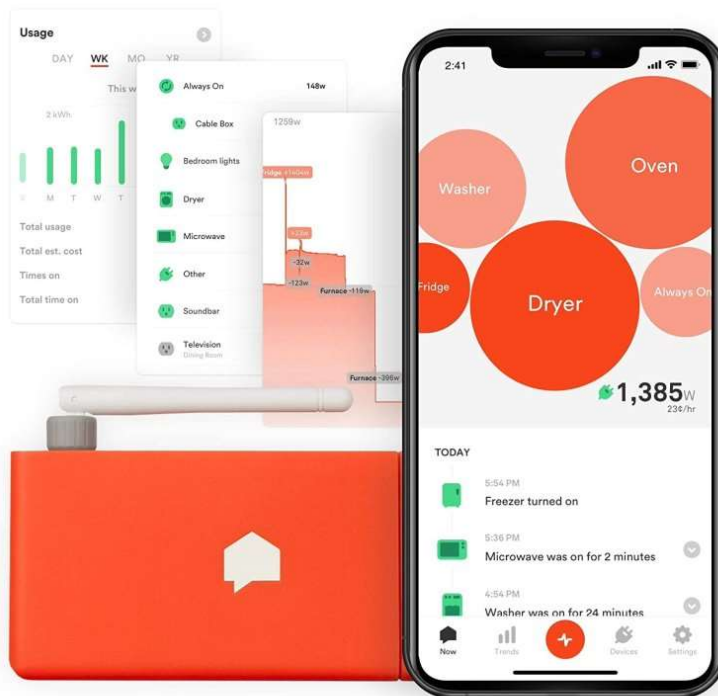 Usage
DAY WK MO YR
This w
2 kWh
M T W T
Total usage
Total est. cost
Times on
Total time on
Always On 148w
Cable Box
Bedroom lights
Dryer
Microwave
Other
Soundbar
Television
Dining Room
1259w
-32w
-123w
Furnace -119w
Furnace -396w
2:41
Oven
Washer
Fridge
Dryer
Always On
1,385W
23¢/hr
TODAY
5:54 PM
Freezer turned on
5:36 PM
Microwave was on for 2 minutes
4:54 PM
Washer was on for 24 minutes
Now Trends Devices Settings